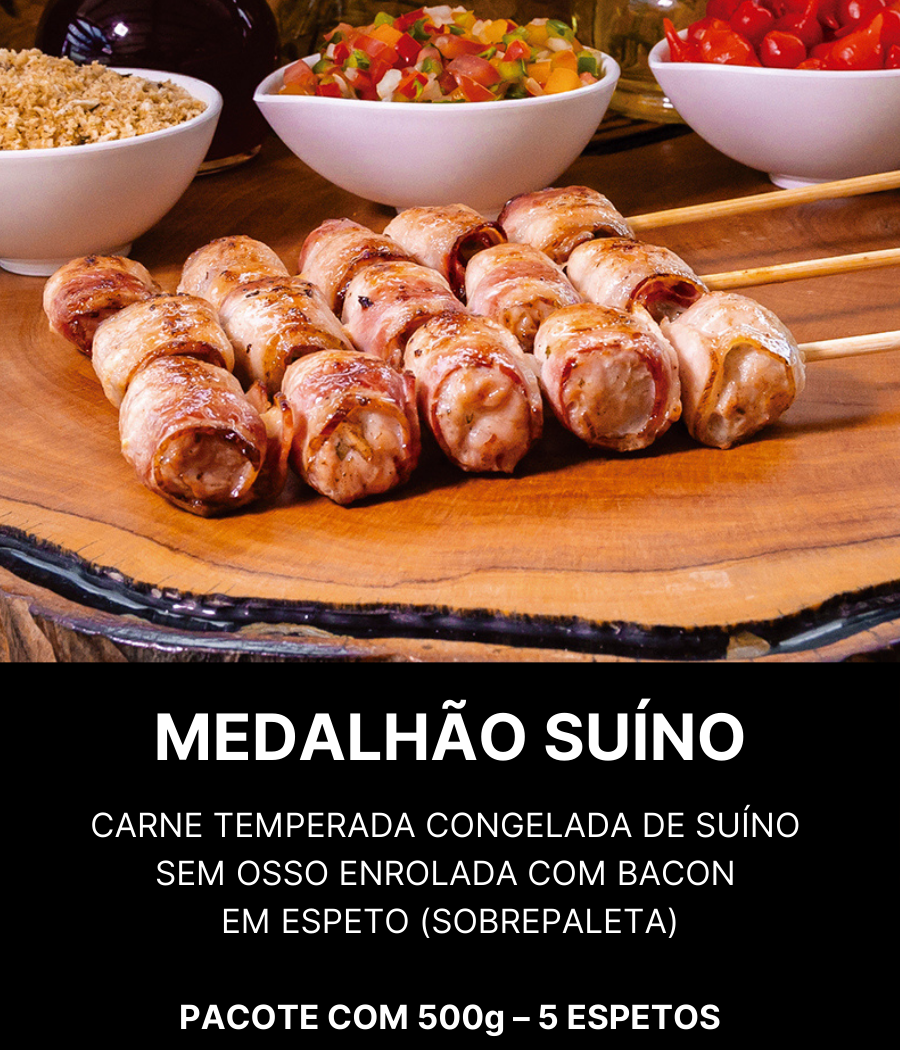 MEDALHÃO SUÍNO
CARNE TEMPERADA CONGELADA DE SUÍNO
SEM OSSO ENROLADA COM BACON
EM ESPETO (SOBREPALETA)
PACOTE COM 500g – 5 ESPETOS